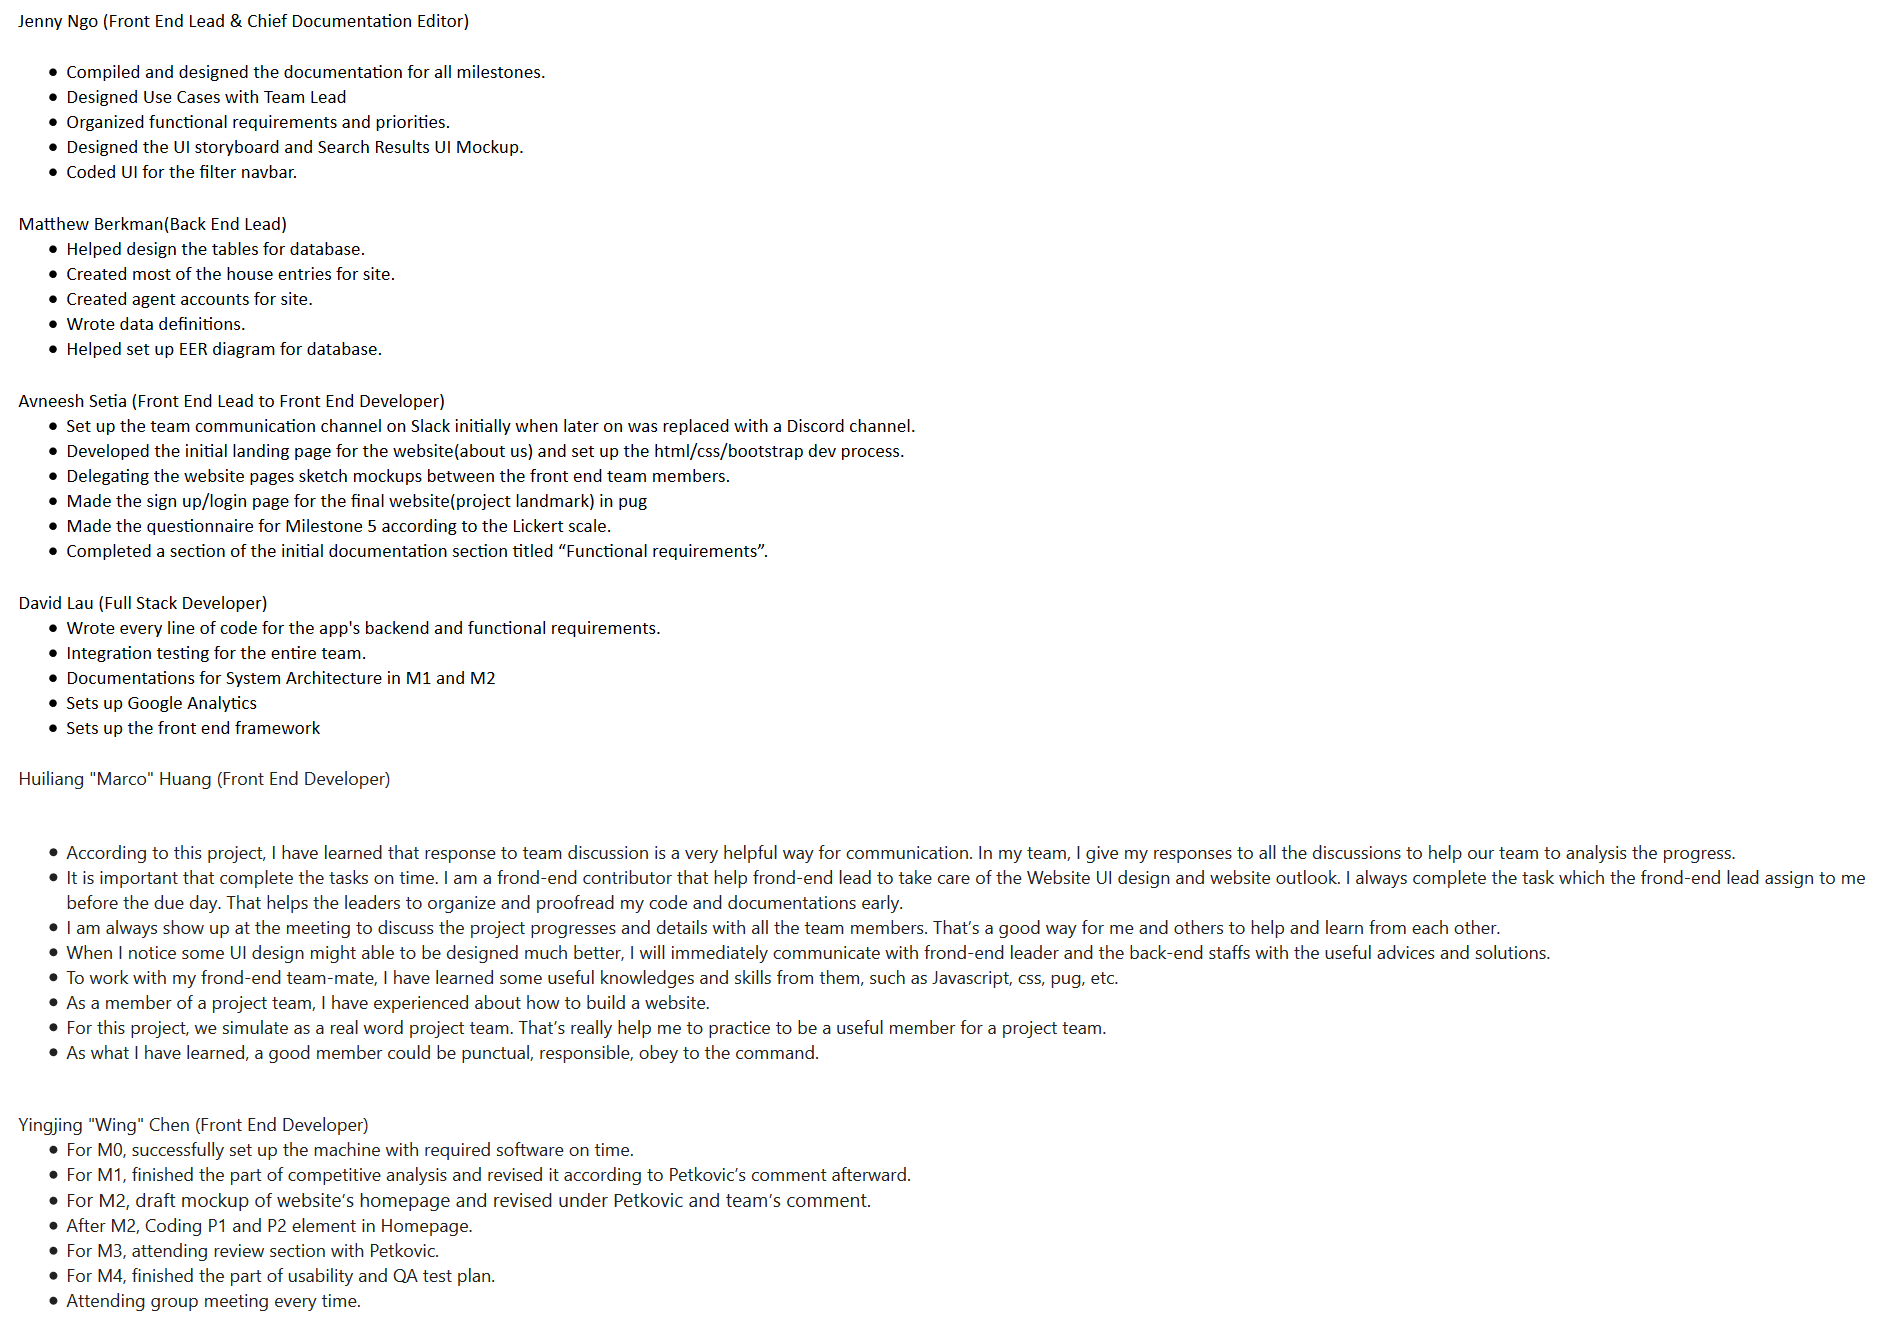 Jenny Ngo (Front End Lead & Chief Documentation Editor)
● Compiled and designed the documentation for all milestones.
● Designed Use Cases with Team Lead
● Organized functional requirements and priorities.
● Designed the UI storyboard and Search Results UI Mockup.
● Coded UI for the filter navbar.
Matthew Berkman(Back End Lead)
● Helped design the tables for database.
● Created most of the house entries for site.
● Created agent accounts for site.
● Wrote data definitions.
● Helped set up EER diagram for database.
Avneesh Setia (Front End Lead to Front End Developer)
● Set up the team communication channel on Slack initially when later on was replaced with a Discord channel.
● Developed the initial landing page for the website(about us) and set up the html/css/bootstrap dev process.
● Delegating the website pages sketch mockups between the front end team members.
● Made the sign up/login page for the final website(project landmark) in pug
● Made the questionnaire for Milestone 5 according to the Lickert scale.
● Completed a section of the initial documentation section titled “Functional requirements”.
David Lau (Full Stack Developer)
● Wrote every line of code for the app's backend and functional requirements.
● Integration testing for the entire team.
● Documentations for System Architecture in M1 and M2
● Sets up Google Analytics
● Sets up the front end framework
Huiliang "Marco" Huang (Front End Developer)
● According to this project, I have learned that response to team discussion is a very helpful way for communication. In my team, I give my responses to all the discussions to help our team to analysis the progress.
● It is important that complete the tasks on time. I am a frond-end contributor that help frond-end lead to take care of the Website UI design and website outlook. I always complete the task which the frond-end lead assign to me
before the due day. That helps the leaders to organize and proofread my code and documentations early.
● I am always show up at the meeting to discuss the project progresses and details with all the team members. That’s a good way for me and others to help and learn from each other.
● When I notice some UI design might able to be designed much better, I will immediately communicate with frond-end leader and the back-end staffs with the useful advices and solutions.
● To work with my frond-end team-mate, I have learned some useful knowledges and skills from them, such as Javascript, css, pug, etc.
● As a member of a project team, I have experienced about how to build a website.
● For this project, we simulate as a real word project team. That’s really help me to practice to be a useful member for a project team.
● As what I have learned, a good member could be punctual, responsible, obey to the command.
Yingjing "Wing" Chen (Front End Developer)
● For M0, successfully set up the machine with required software on time.
● For M1, finished the part of competitive analysis and revised it according to Petkovic’s comment afterward.
● For M2, draft mockup of website’s homepage and revised under Petkovic and team’s comment.
● After M2, Coding P1 and P2 element in Homepage.
● For M3, attending review section with Petkovic.
● For M4, finished the part of usability and QA test plan.
● Attending group meeting every time.